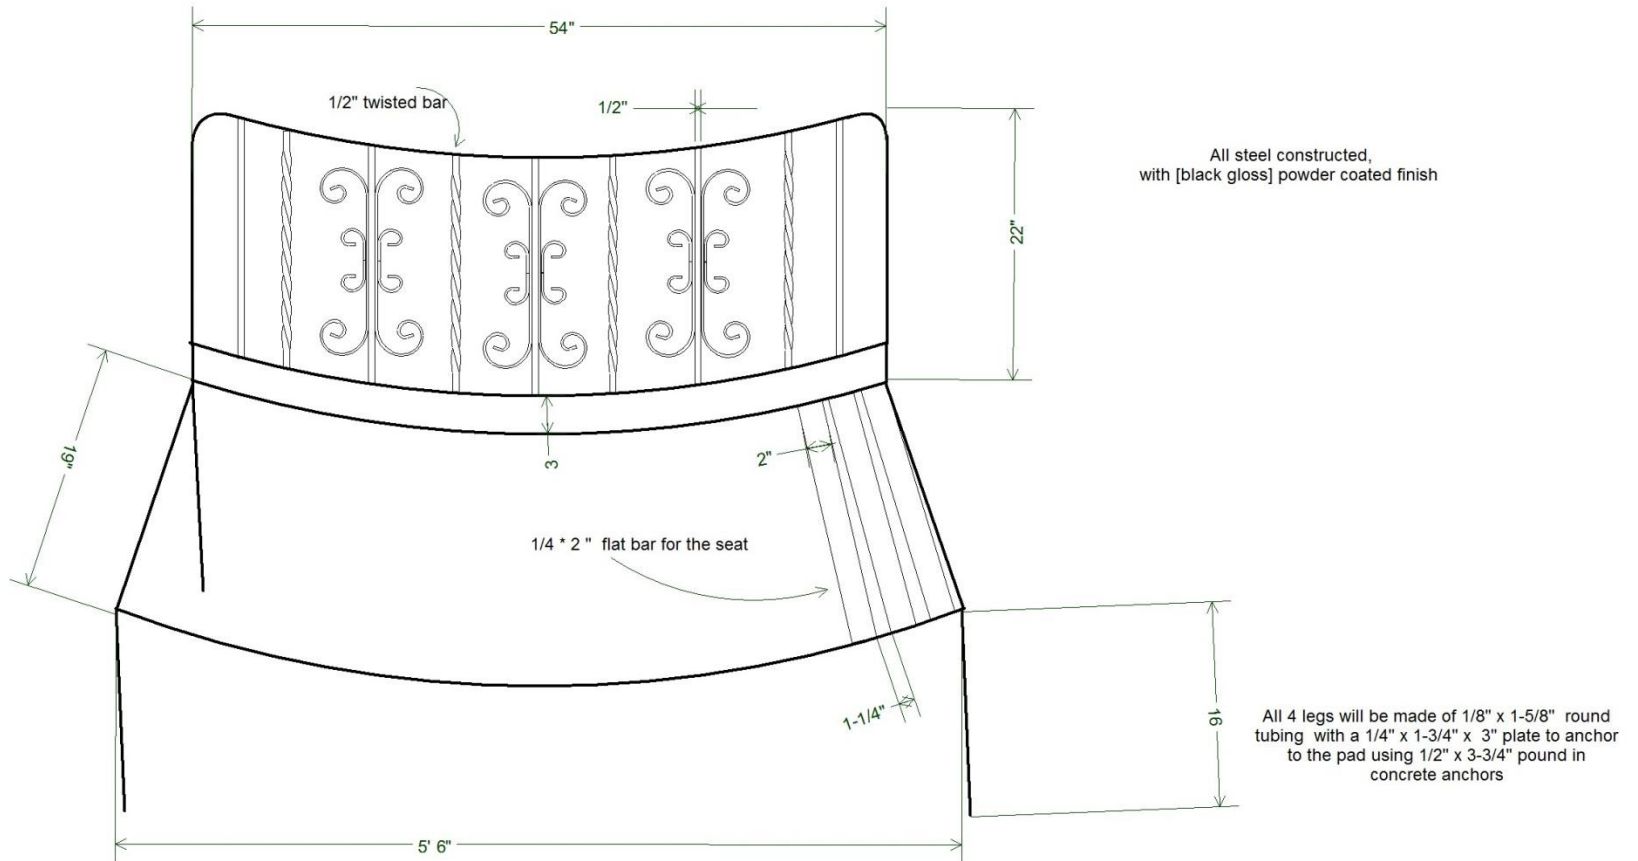 54"
1/2" twisted bar
1/2"
All steel constructed,
with [black gloss] powder coated finish
22"
19"
3
2"
1/4 * 2 " flat bar for the seat
1-1/4"
16
All 4 legs will be made of 1/8" x 1-5/8" round
tubing with a 1/4" x 1-3/4" x 3" plate to anchor
to the pad using 1/2" x 3-3/4" pound in
concrete anchors
5' 6"